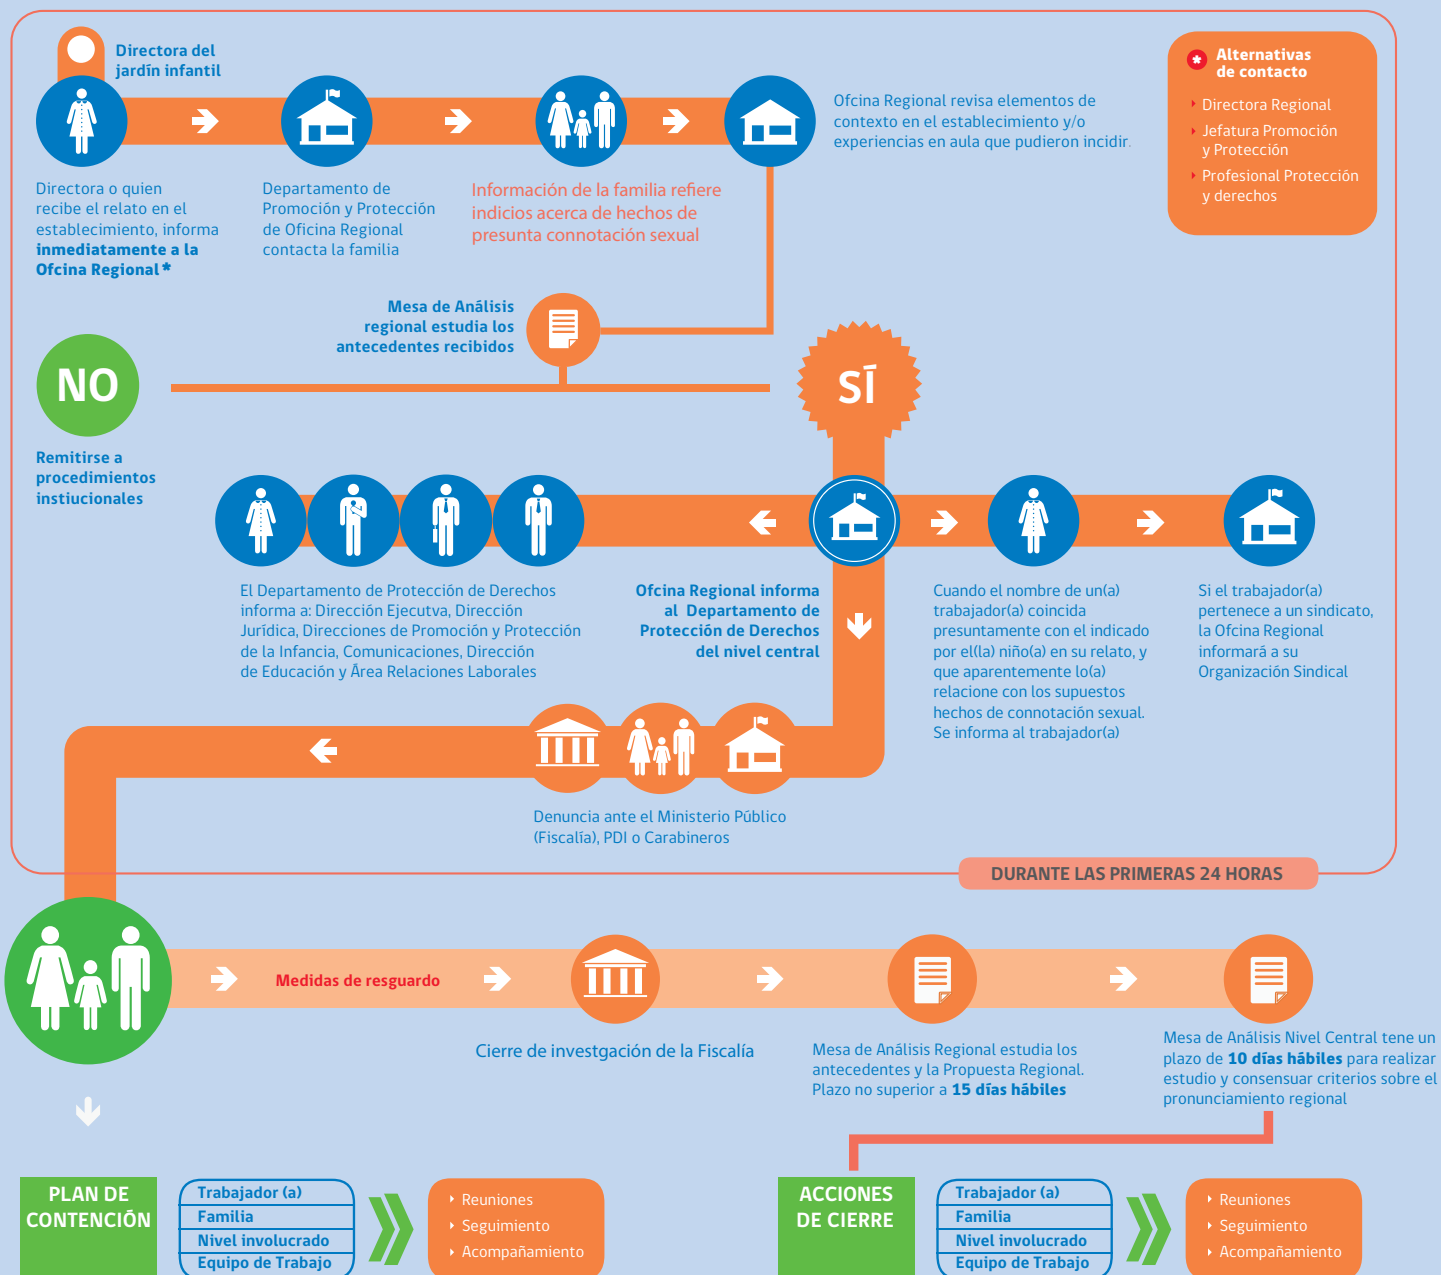 Directora del
jardín infantil
Directora o quien
recibe el relato en el
establecimiento, informa
inmediatamente a la
Ofcina Regional *
Departamento de
Promoción y Protección
de Oficina Regional
contacta la familia
Información de la familia refiere
indicios acerca de hechos de
presunta connotación sexual
Ofcina Regional revisa elementos de
contexto en el establecimiento y/o
experiencias en aula que pudieron incidir.
* Alternativas
de contacto
Directora Regional
Jefatura Promoción
y Protección
Profesional Protección
y derechos
Mesa de Análisis
regional estudia los
antecedentes recibidos
NO
SÍ
Remitirse a
procedimientos
instiucionales
El Departamento de Protección de Derechos
informa a: Dirección Ejecutva, Dirección
Jurídica, Direcciones de Promoción y Protección
de la Infancia, Comunicaciones, Dirección
de Educación y Área Relaciones Laborales
Ofcina Regional informa
al Departamento de
Protección de Derechos
del nivel central
Cuando el nombre de un(a)
trabajador(a) coincida
presuntamente con el indicado
por el(la) niño(a) en su relato, y
que aparentemente lo(a)
relacione con los supuestos
hechos de connotación sexual.
Se informa al trabajador(a)
Si el trabajador(a)
pertenece a un sindicato,
la Ofcina Regional
informará a su
Organización Sindical
Denuncia ante el Ministerio Público
(Fiscalía), PDI o Carabineros
DURANTE LAS PRIMERAS 24 HORAS
Medidas de resguardo
Cierre de investgación de la Fiscalía
Mesa de Análisis Regional estudia los
antecedentes y la Propuesta Regional.
Plazo no superior a 15 días hábiles
Mesa de Análisis Nivel Central tene un
plazo de 10 días hábiles para realizar
estudio y consensuar criterios sobre el
pronunciamiento regional
PLAN DE
CONTENCIÓN
Trabajador (a)
Familia
Nivel involucrado
Equipo de Trabajo
Reuniones
Seguimiento
Acompañamiento
ACCIONES
DE CIERRE
Trabajador (a)
Familia
Nivel involucrado
Equipo de Trabajo
Reuniones
Seguimiento
Acompañamiento